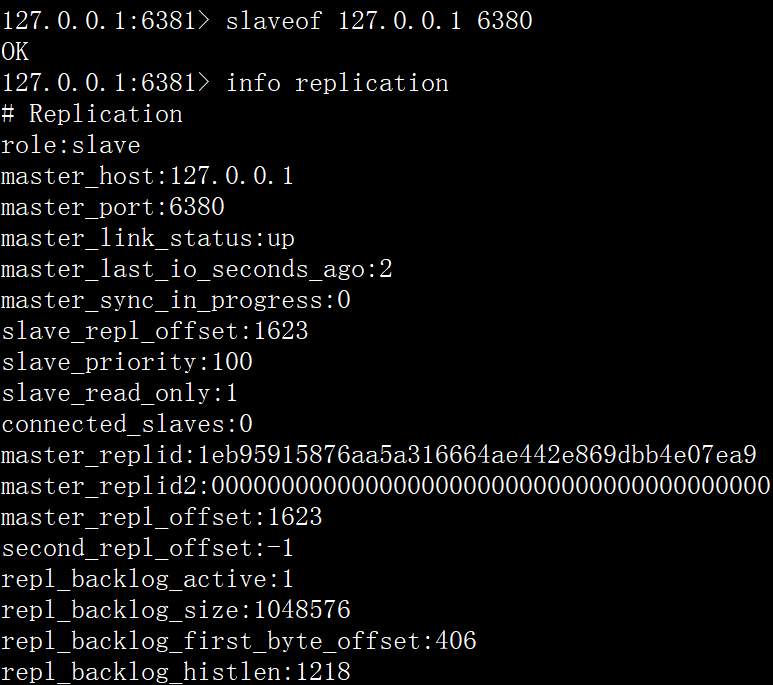 127.0.0.1:6381> slaveof 127.0.0.1 6380
OK
127.0.0.1:6381> info replication
# Replication
role:slave
master_host:127.0.0.1
master_port:6380
master_link_status:up
master_last_io_seconds_ago:2
master_sync_in_progress:0
slave_repl_offset:1623
slave_priority:100
slave_read_only:1
connected_slaves:0
master_replid:1eb95915876aa5a316664ae442e869dbb4e07ea9
master_replid2:0000000000000000000000000000000000000000
master_repl_offset:1623
second_repl_offset:-1
repl_backlog_active:1
repl_backlog_size:1048576
repl_backlog_first_byte_offset:406
repl_backlog_histlen:1218